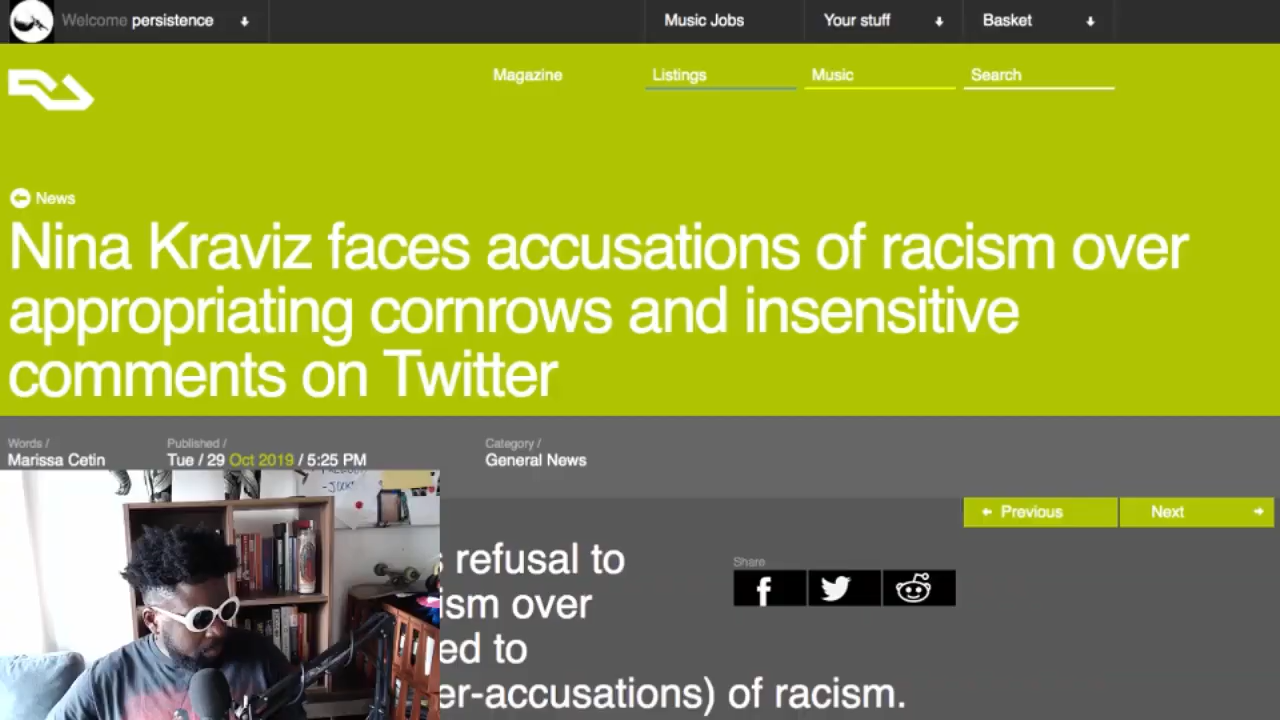 Welcome persistence
Music Jobs
Your stuff
Basket
Magazine
Listings
Music
Search
News
Nina Kraviz faces accusations of racism over
appropriating cornrows and insensitive
comments on Twitter
Words /
Marissa Cetin
Published /
Tue / 29 Oct 2019 / 5:25 PM
Category /
General News
Previous
Next
Share
refusal to
ism over
ed to
er-accusations) of racism.